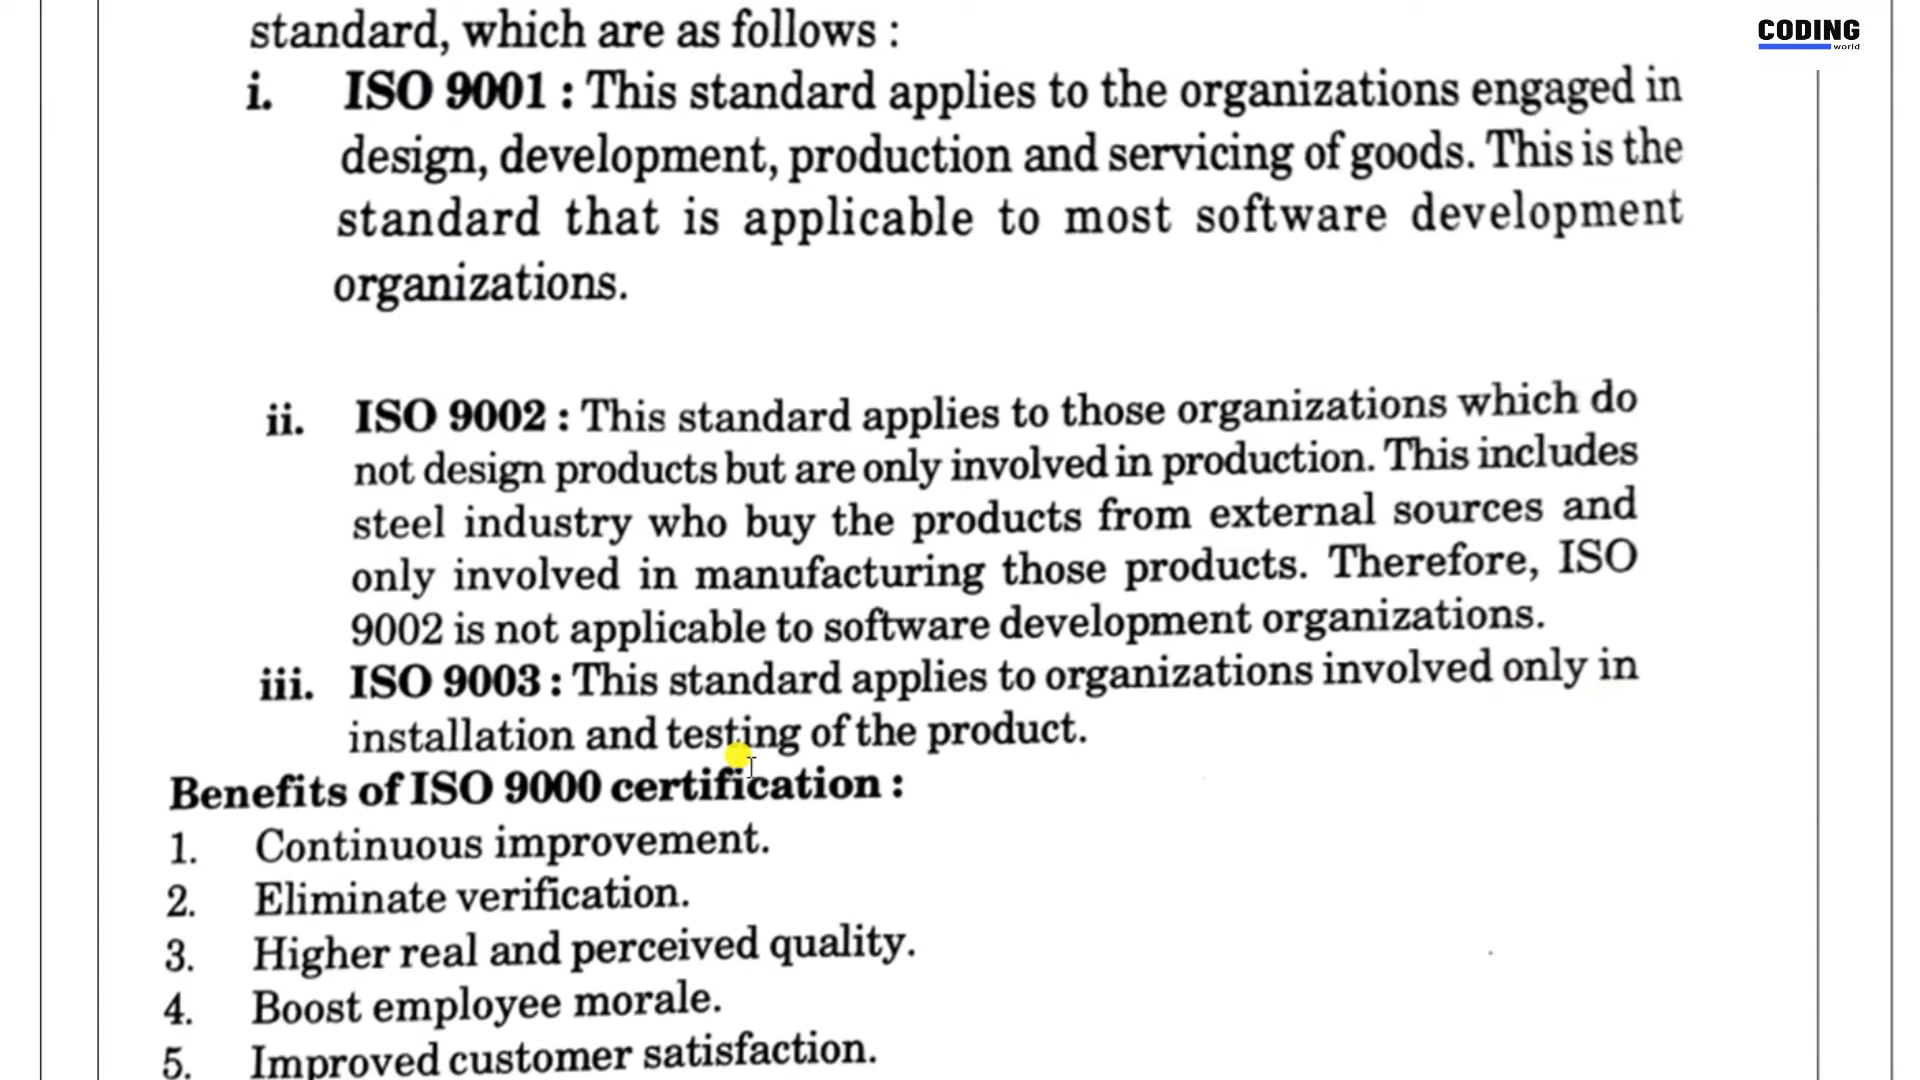 CODING
world
standard, which are as follows :
i. ISO 9001 : This standard applies to the organizations engaged in
design, development, production and servicing of goods. This is the
standard that is applicable to most software development
organizations.
ii. ISO 9002 : This standard applies to those organizations which do
not design products but are only involved in production. This includes
steel industry who buy the products from external sources and
only involved in manufacturing those products. Therefore, ISO
9002 is not applicable to software development organizations.
iii. ISO 9003 : This standard applies to organizations involved only in
installation and testing of the product.
Benefits of ISO 9000 certification :
1. Continuous improvement.
2. Eliminate verification.
3. Higher real and perceived quality.
4. Boost employee morale.
5. Improved customer satisfaction.